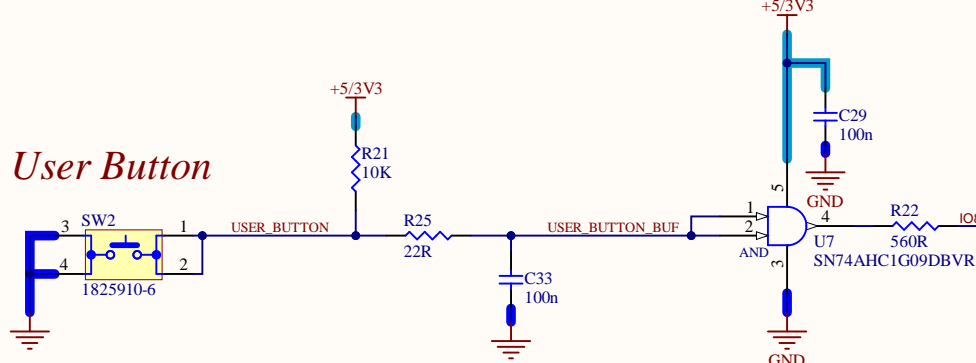 +5/3V3
C29
100n
GND
+5/3V3
R21
10K
User Button
SW2
3
1
4
2
1825910-6
USER_BUTTON
R25
22R
USER_BUTTON_BUF
C33
100n
1
2
AND
5
4
3
U7
SN74AHC1G09DBVR
R22
560R
GND